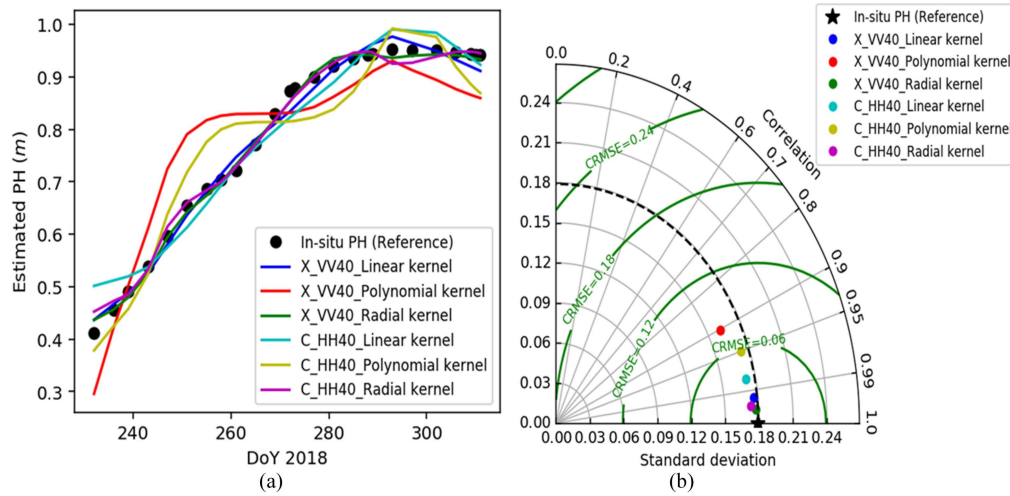 1.0
0.9
0.8
0.7
0.6
0.5
0.4
0.3
Estimated PH (m)
240
260
280
300
DoY 2018
In-situ PH (Reference)
X_VV40_Linear kernel
X_VV40_Polynomial kernel
X_VV40_Radial kernel
C_HH40_Linear kernel
C_HH40_Polynomial kernel
C_HH40_Radial kernel
(a)
In-situ PH (Reference)
X_VV40_Linear kernel
X_VV40_Polynomial kernel
X_VV40_Radial kernel
C_HH40_Linear kernel
C_HH40_Polynomial kernel
C_HH40_Radial kernel
0.0
0.2
0.4
0.6
0.7
0.8
0.9
0.95
0.99
1.0
Correlation
0.24
0.21
0.18
0.15
0.12
0.09
0.06
0.03
0.00
CRMSE=0.24
CRMSE=0.18
CRMSE=0.12
CRMSE=0.06
0.00 0.03 0.06 0.09 0.12 0.15 0.18 0.21 0.24
Standard deviation
(b)